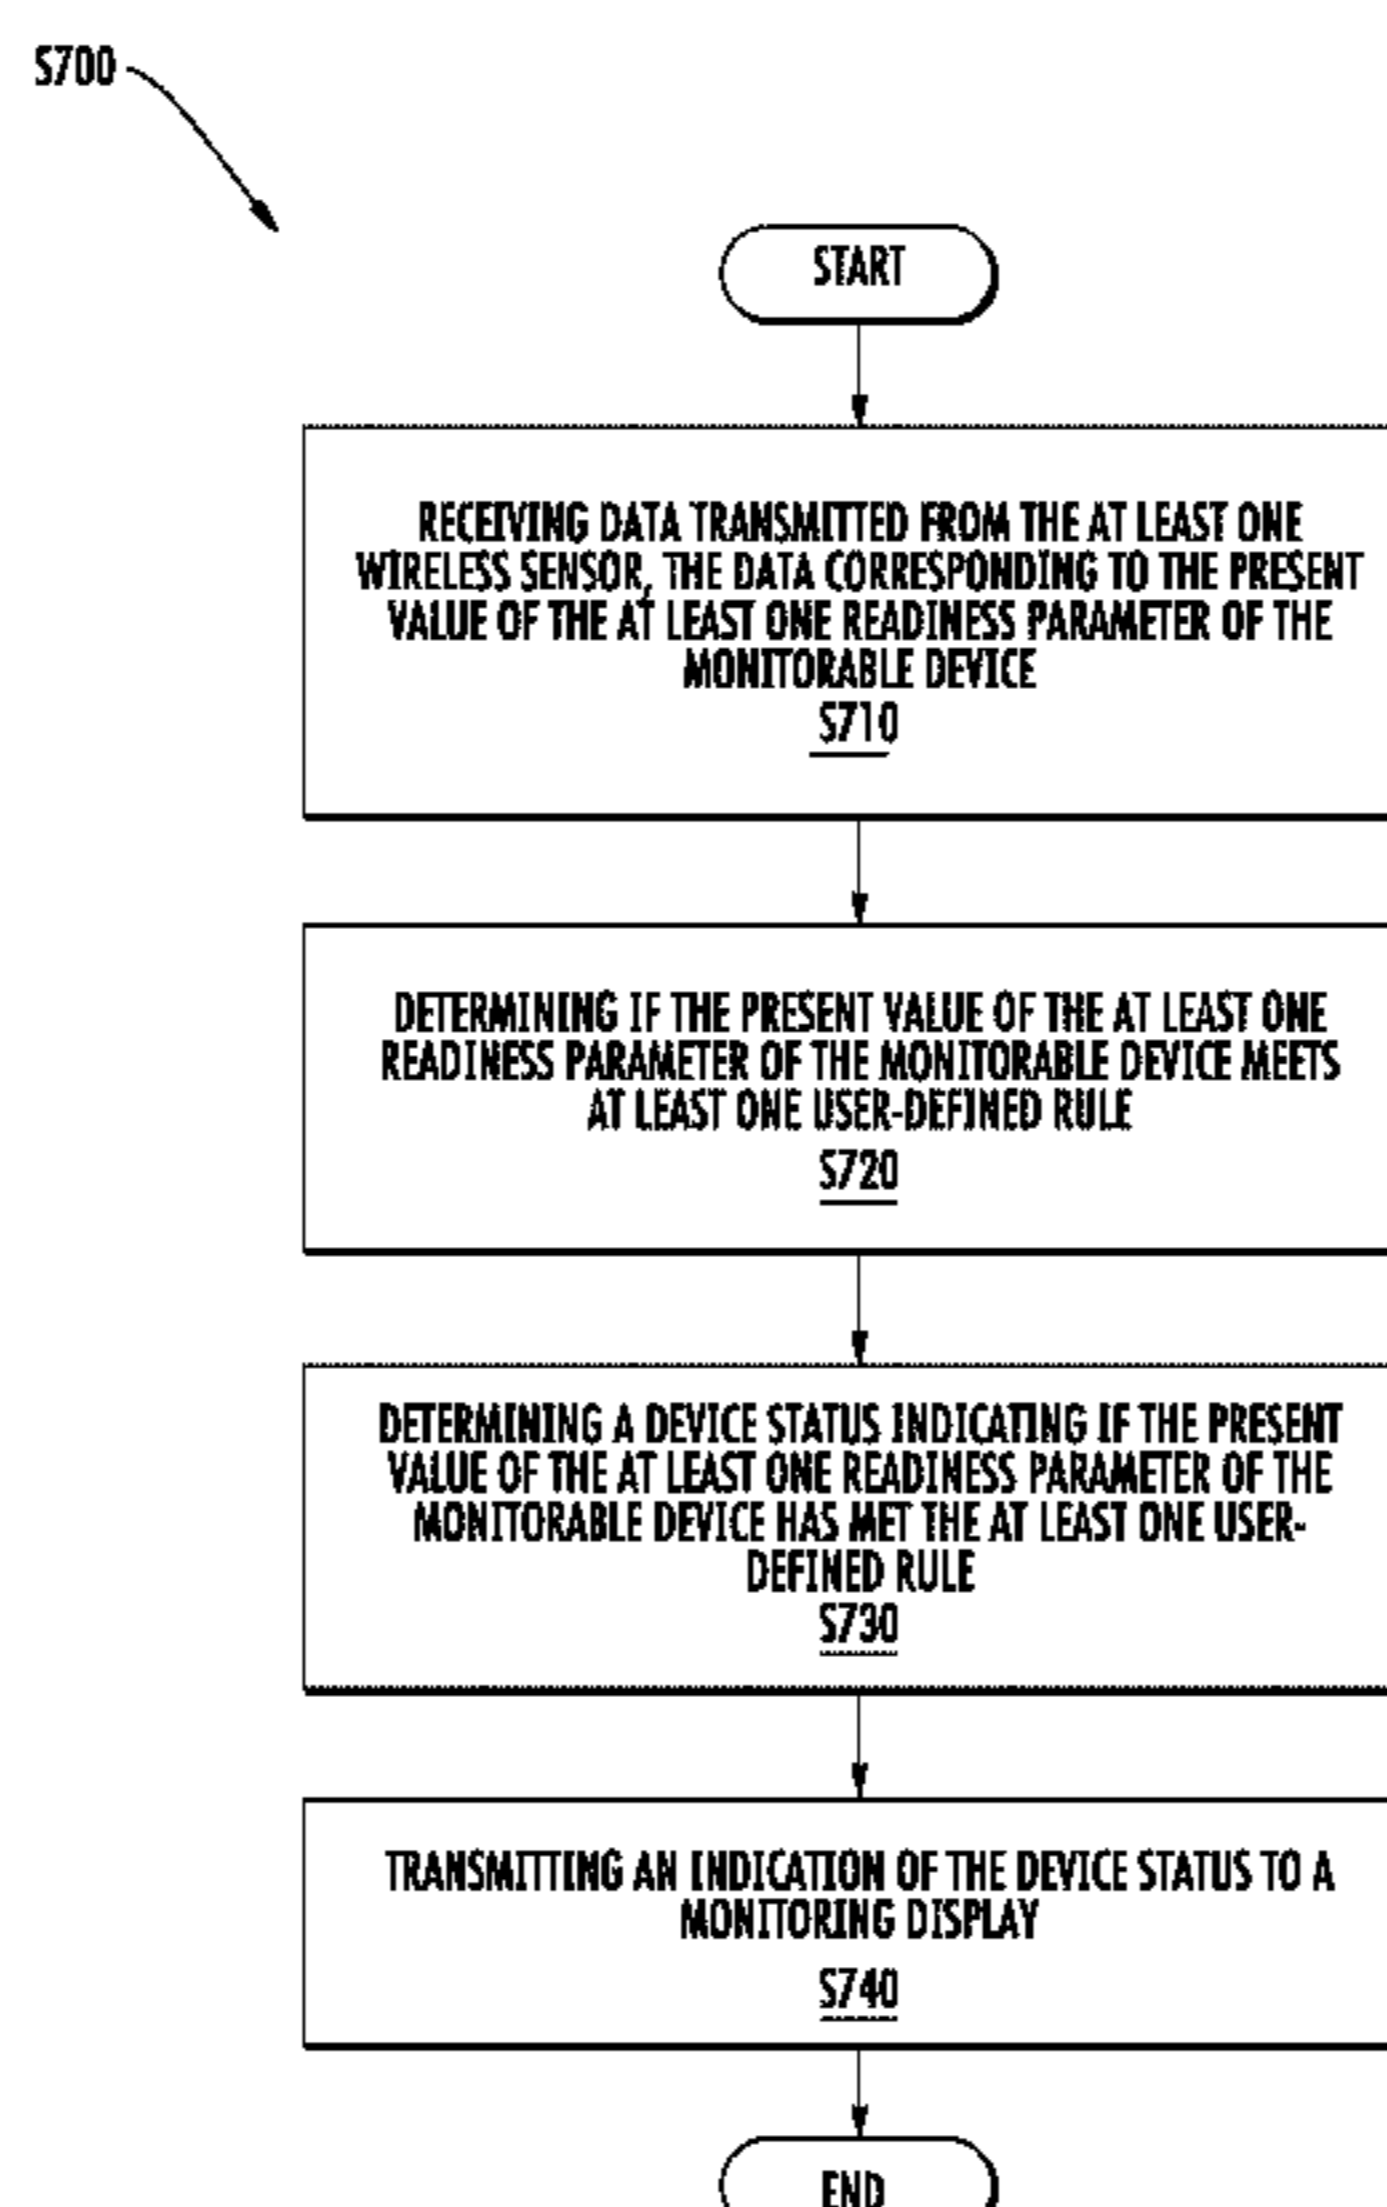 S700
START
RECEIVING DATA TRANSMITTED FROM THE AT LEAST ONE
WIRELESS SENSOR, THE DATA CORRESPONDING TO THE PRESENT
VALUE OF THE AT LEAST ONE READINESS PARAMETER OF THE
MONITORABLE DEVICE
S710
DETERMINING IF THE PRESENT VALUE OF THE AT LEAST ONE
READINESS PARAMETER OF THE MONITORABLE DEVICE MEETS
AT LEAST ONE USER-DEFINED RULE
S720
DETERMINING A DEVICE STATUS INDICATING IF THE PRESENT
VALUE OF THE AT LEAST ONE READINESS PARAMETER OF THE
MONITORABLE DEVICE HAS MET THE AT LEAST ONE USER-
DEFINED RULE
S730
TRANSMITTING AN INDICATION OF THE DEVICE STATUS TO A
MONITORING DISPLAY
S740
END